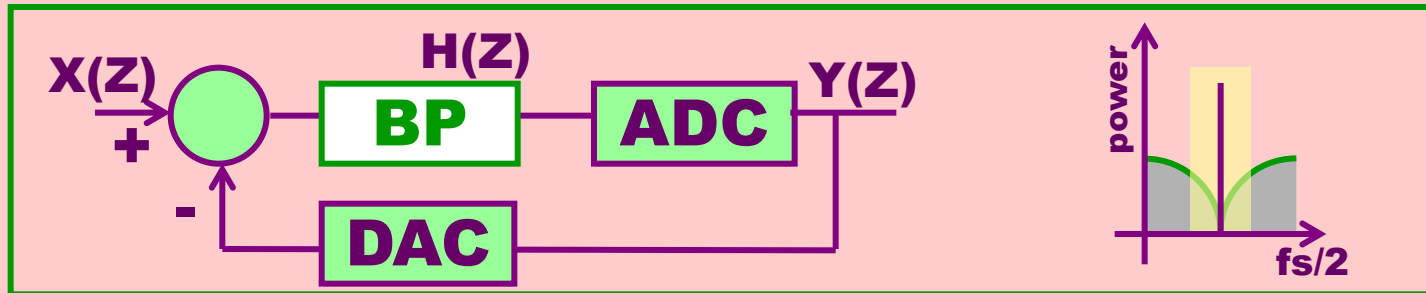 X(Z)
+
-
H(Z)
BP
ADC
Y(Z)
DAC
power
fs/2